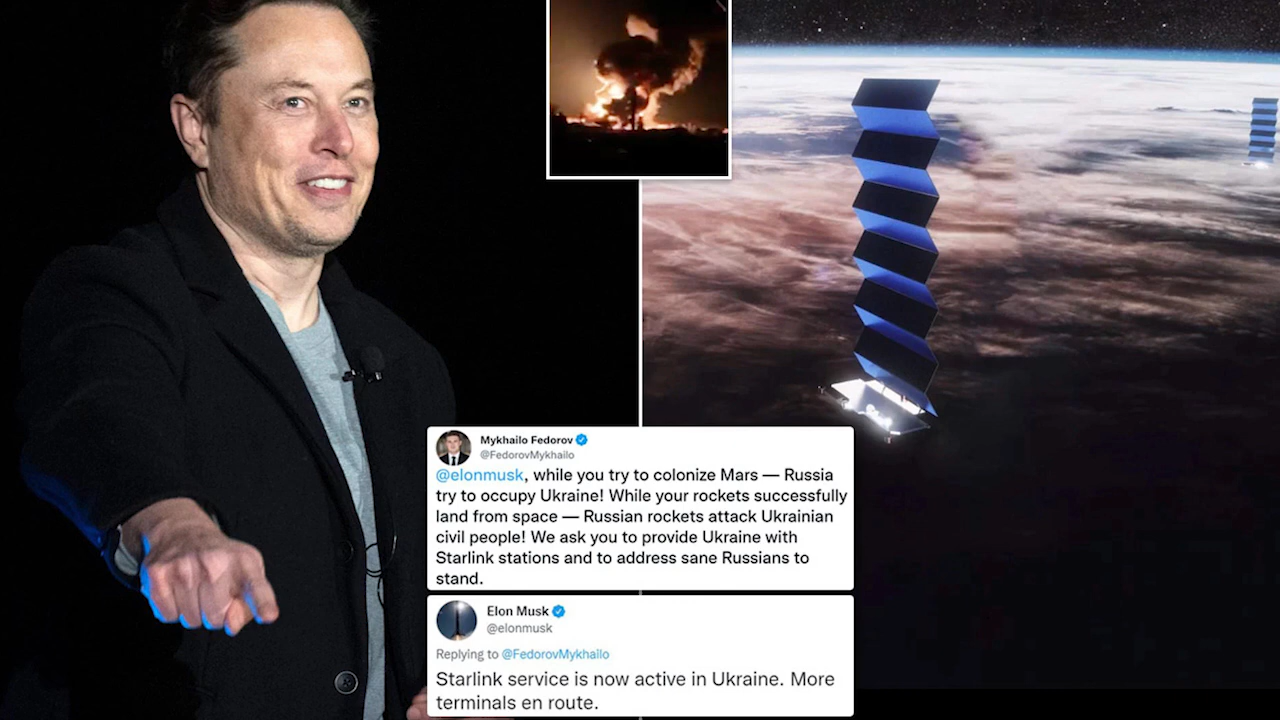 Mykhailo Fedorov
@FedorovMykhailo
@elonmusk, while you try to colonize Mars — Russia
try to occupy Ukraine! While your rockets successfully
land from space — Russian rockets attack Ukrainian
civil people! We ask you to provide Ukraine with
Starlink stations and to address sane Russians to
stand.
Elon Musk
@elonmusk
Replying to @FedorovMykhailo
Starlink service is now active in Ukraine. More
terminals en route.